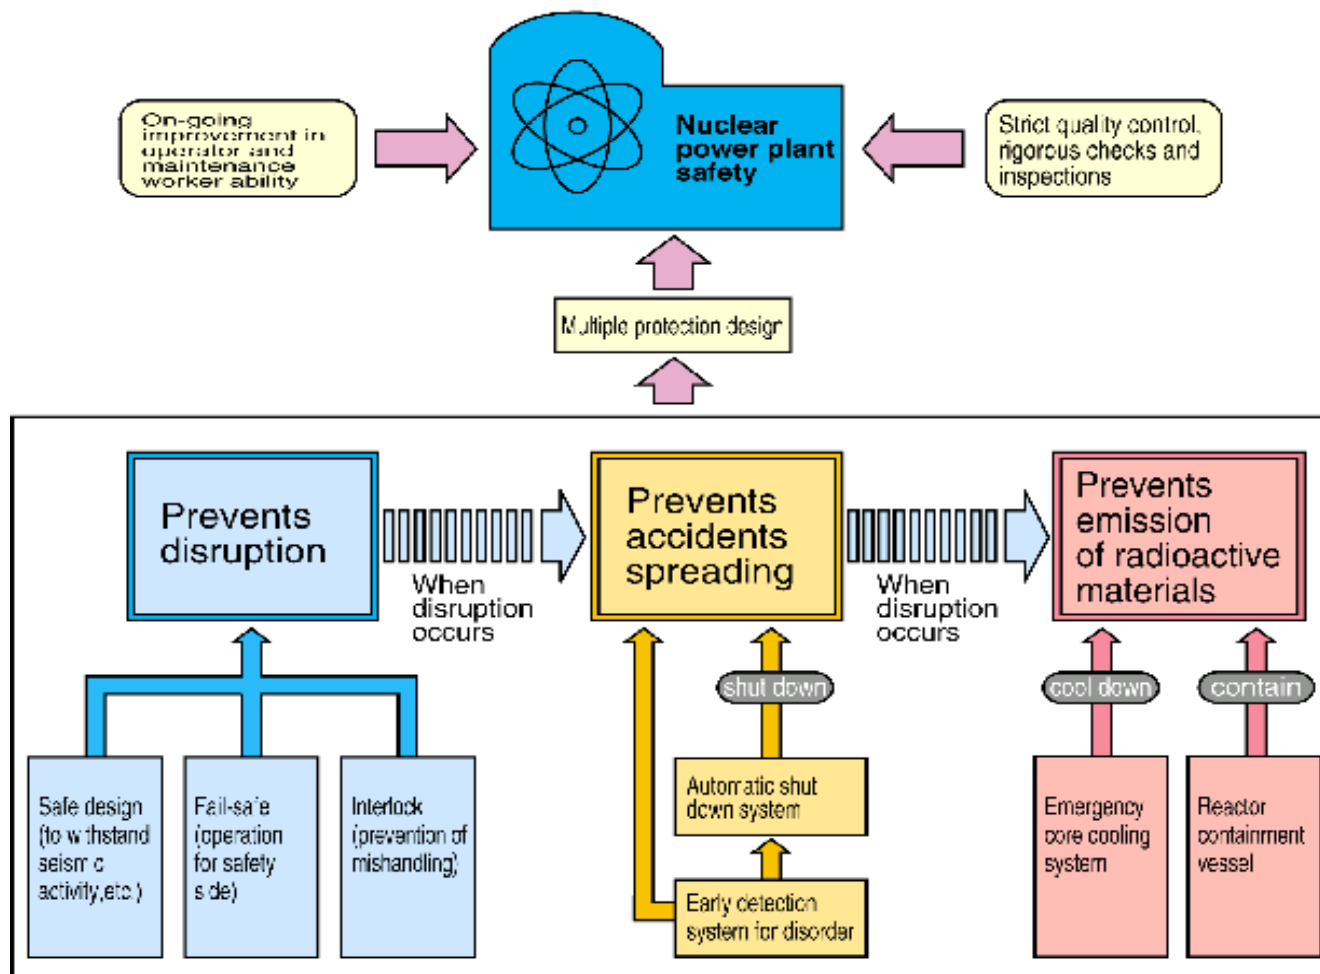 On-going
improvement in
operator and
maintenance
worker ability
Nuclear
power plant
safety
Strict quality control,
rigorous checks and
inspections
Multiple protection design
Prevents
disruption
When
disruption
occurs
Prevents
accidents
spreading
When
disruption
occurs
Prevents
emission
of radioactive
materials
shut down
cool down
contain
Safe design
(to withstand
seismic
activity,etc.)
Fail-safe
(operation
for safety
side)
Interlock
(prevention of
mishandling)
Automatic shut
down system
Early detection
system for disorder
Emergency
core cooling
system
Reactor
containment
vessel